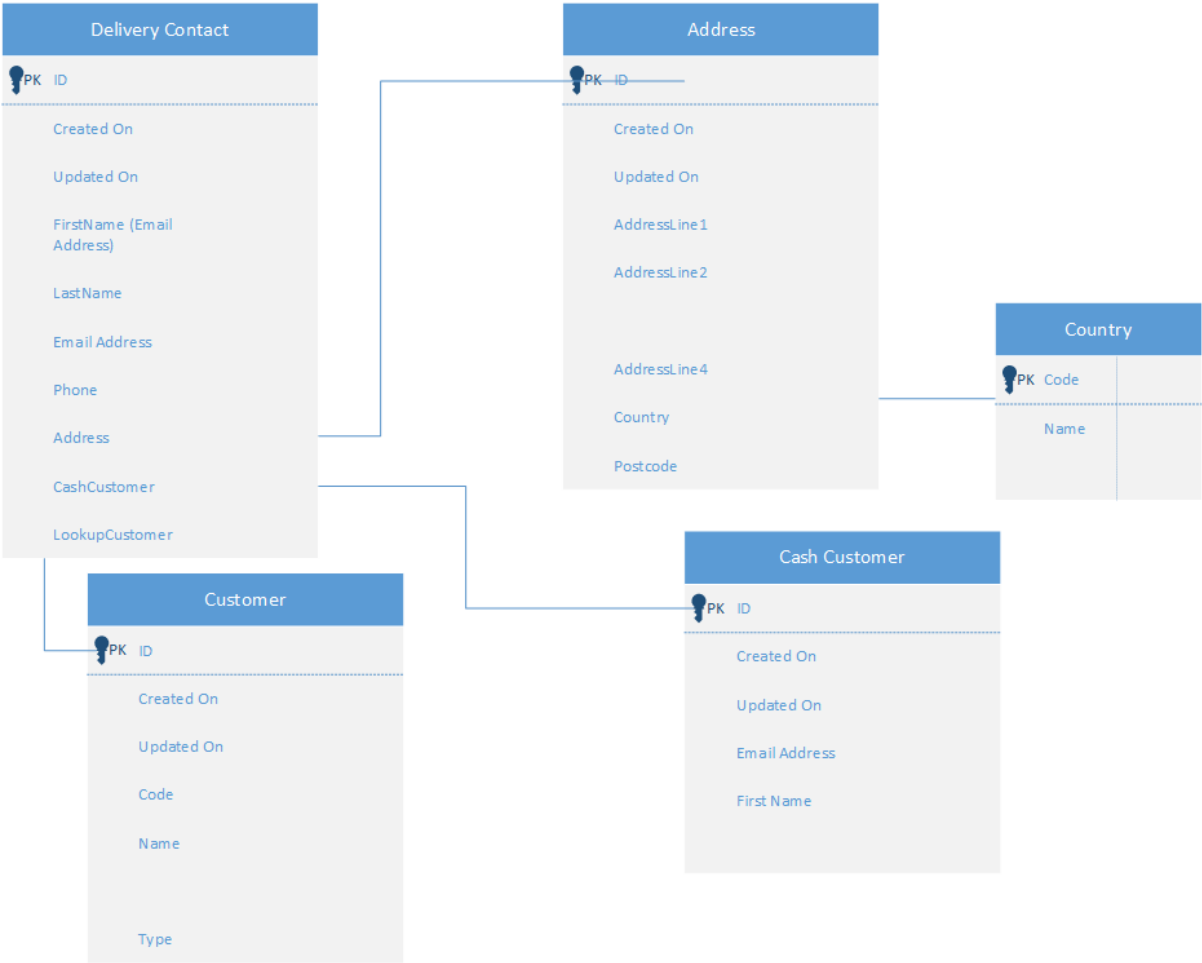 Delivery Contact
PK ID
Created On
Updated On
FirstName (Email
Address)
LastName
Email Address
Phone
Address
CashCustomer
LookupCustomer
Address
PK ID
Created On
Updated On
AddressLine1
AddressLine2
AddressLine4
Country
Postcode
Country
PK Code
Name
Customer
PK ID
Created On
Updated On
Code
Name
Type
Cash Customer
PK ID
Created On
Updated On
Email Address
First Name